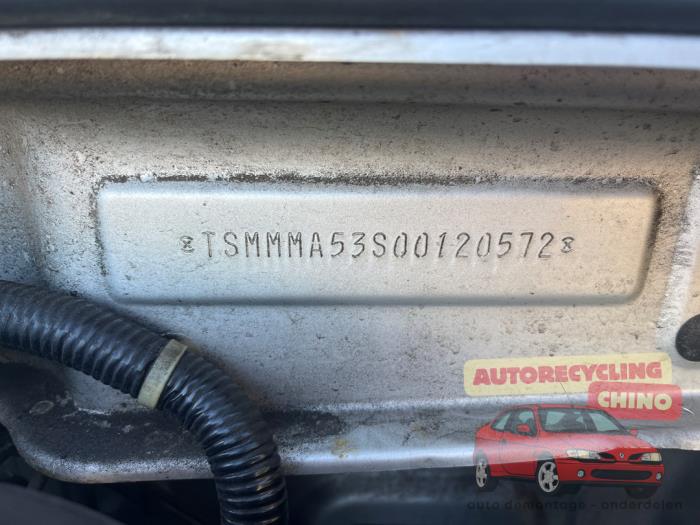 *TSMMMA53S00120572*
AUTORECYCLING
CHINO
auto demontage - onderdelen